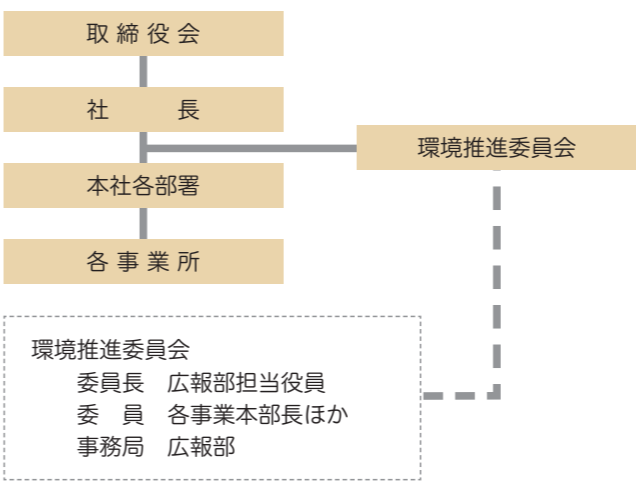 取締役会
社　長
環境推進委員会
本社各部署
各事業所
環境推進委員会
委員長　広報部担当役員
委　員　各事業本部長ほか
事務局　広報部